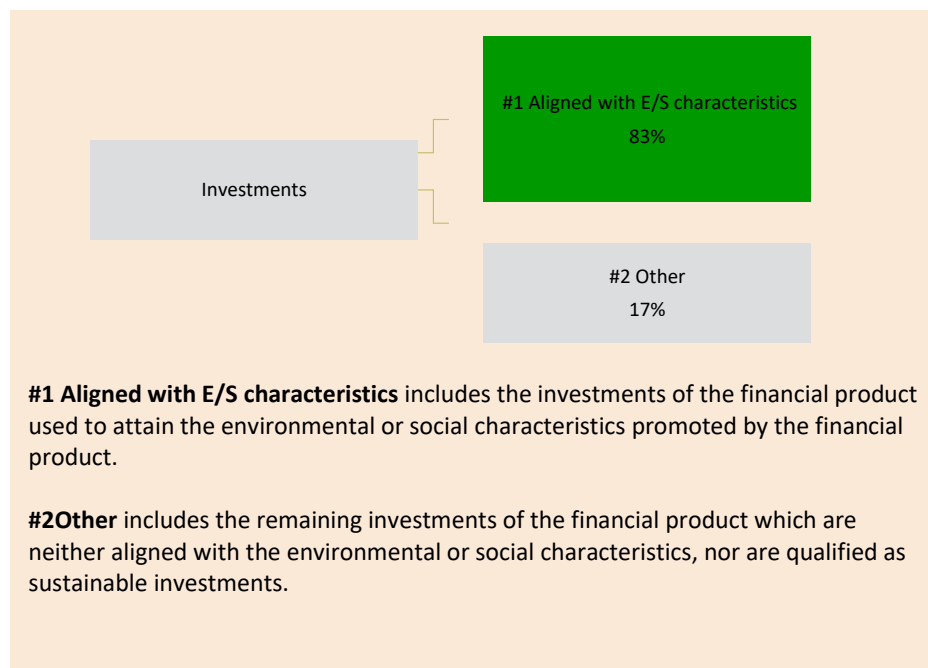 #1 Aligned with E/S characteristics
83%
Investments
#2 Other
17%
#1 Aligned with E/S characteristics includes the investments of the financial product
used to attain the environmental or social characteristics promoted by the financial
product.
#2Other includes the remaining investments of the financial product which are
neither aligned with the environmental or social characteristics, nor are qualified as
sustainable investments.